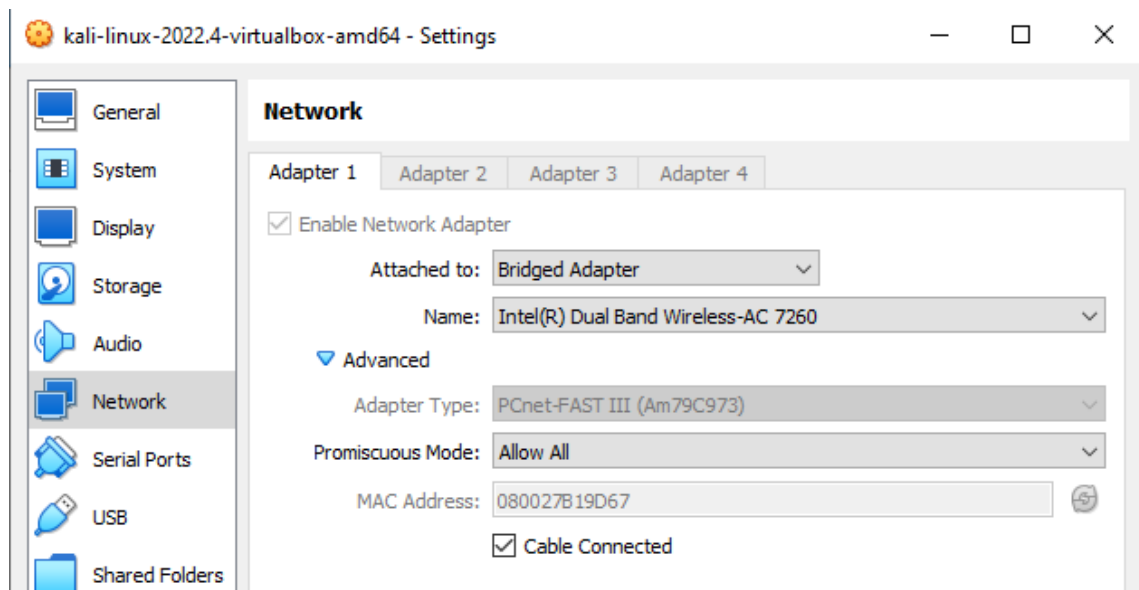 kali-linux-2022.4-virtualbox-amd64 - Settings
General
System
Display
Storage
Audio
Network
Serial Ports
USB
Shared Folders
Network
Adapter 1 Adapter 2 Adapter 3 Adapter 4
Enable Network Adapter
Attached to: Bridged Adapter
Name: Intel(R) Dual Band Wireless-AC 7260
Advanced
Adapter Type: PCnet-FAST III (Am79C973)
Promiscuous Mode: Allow All
MAC Address: 080027B19D67
Cable Connected